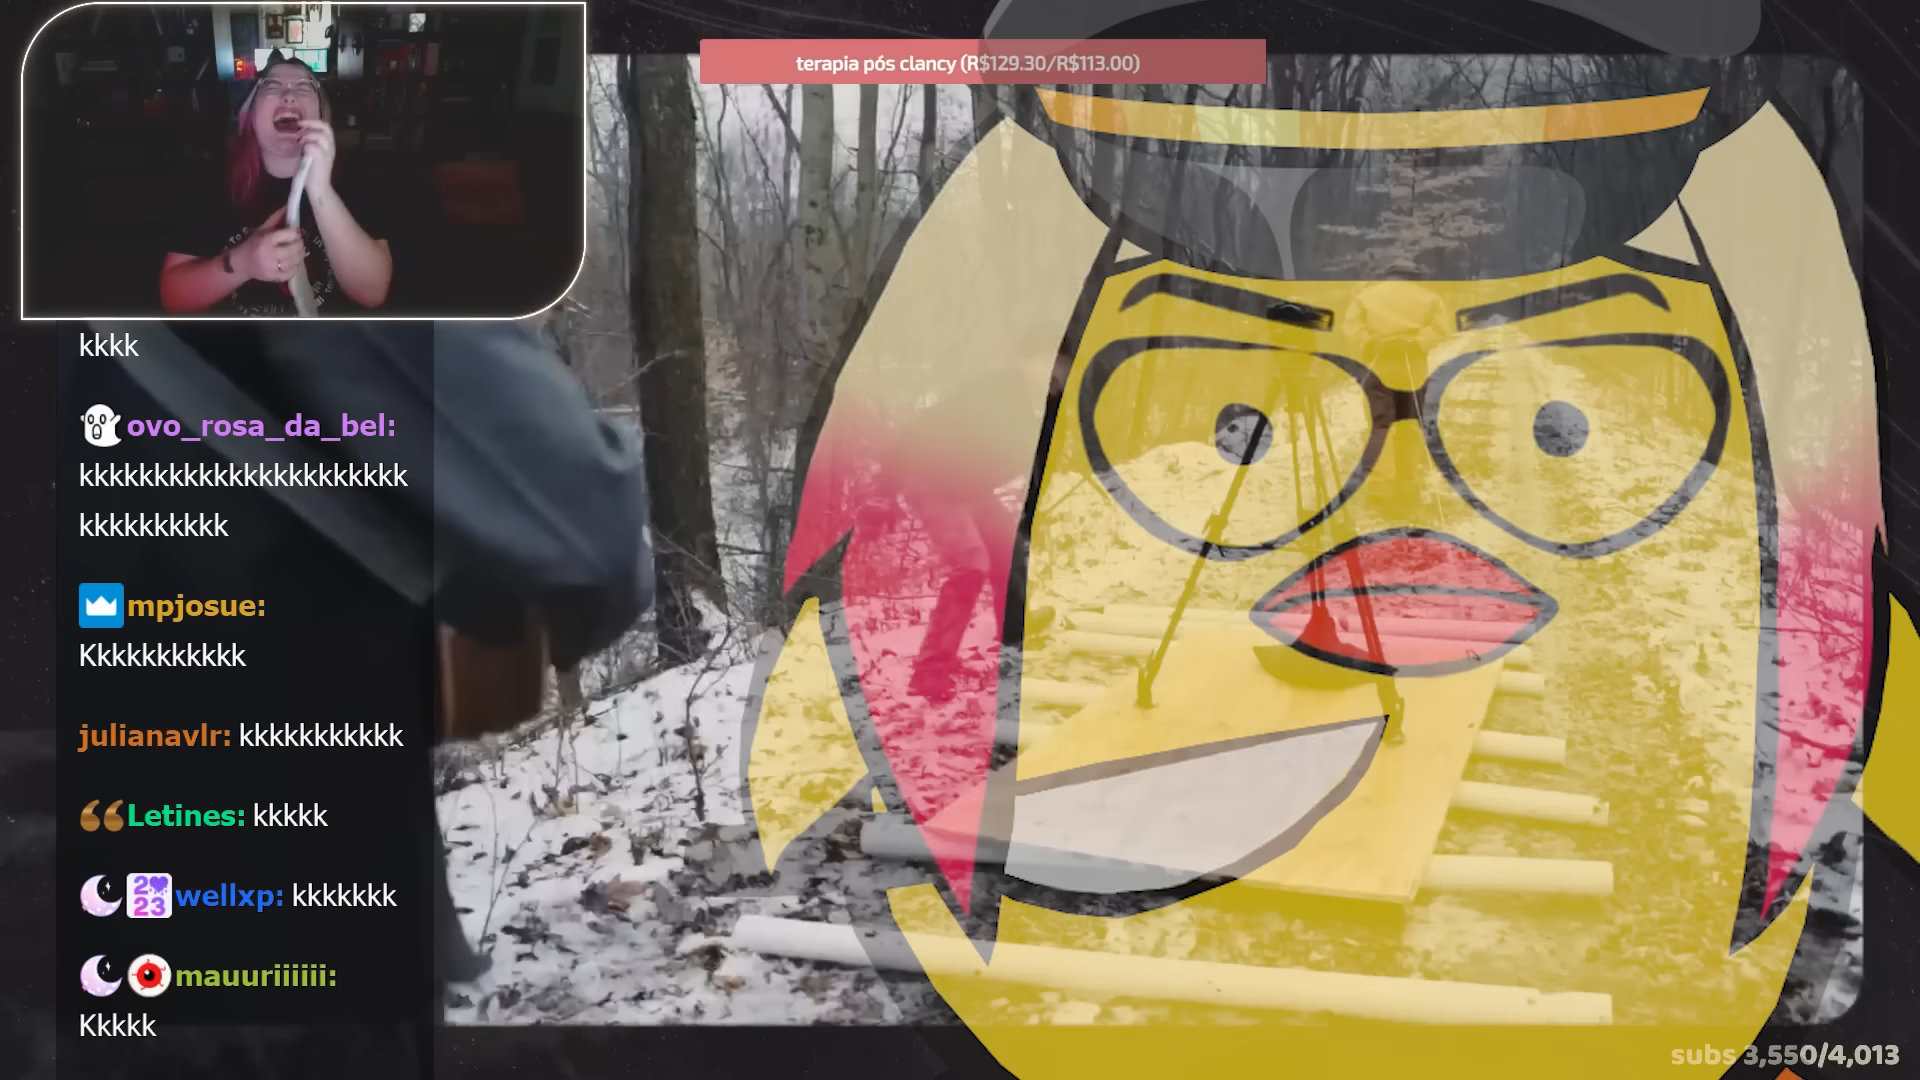 terapia pós clancy (R$129.30/R$113.00)
kkkk
ovo_rosa_da_bel:
kkkkkkkkkkkkkkkkkkkkkk
kkkkkkkkkk
mpjosue:
Kkkkkkkkkkk
julianavlr: kkkkkkkkkkk
Letines: kkkkk
2023 wellxp: kkkkkkk
mauuriiiiii:
Kkkkk
subs 3,550/4,013